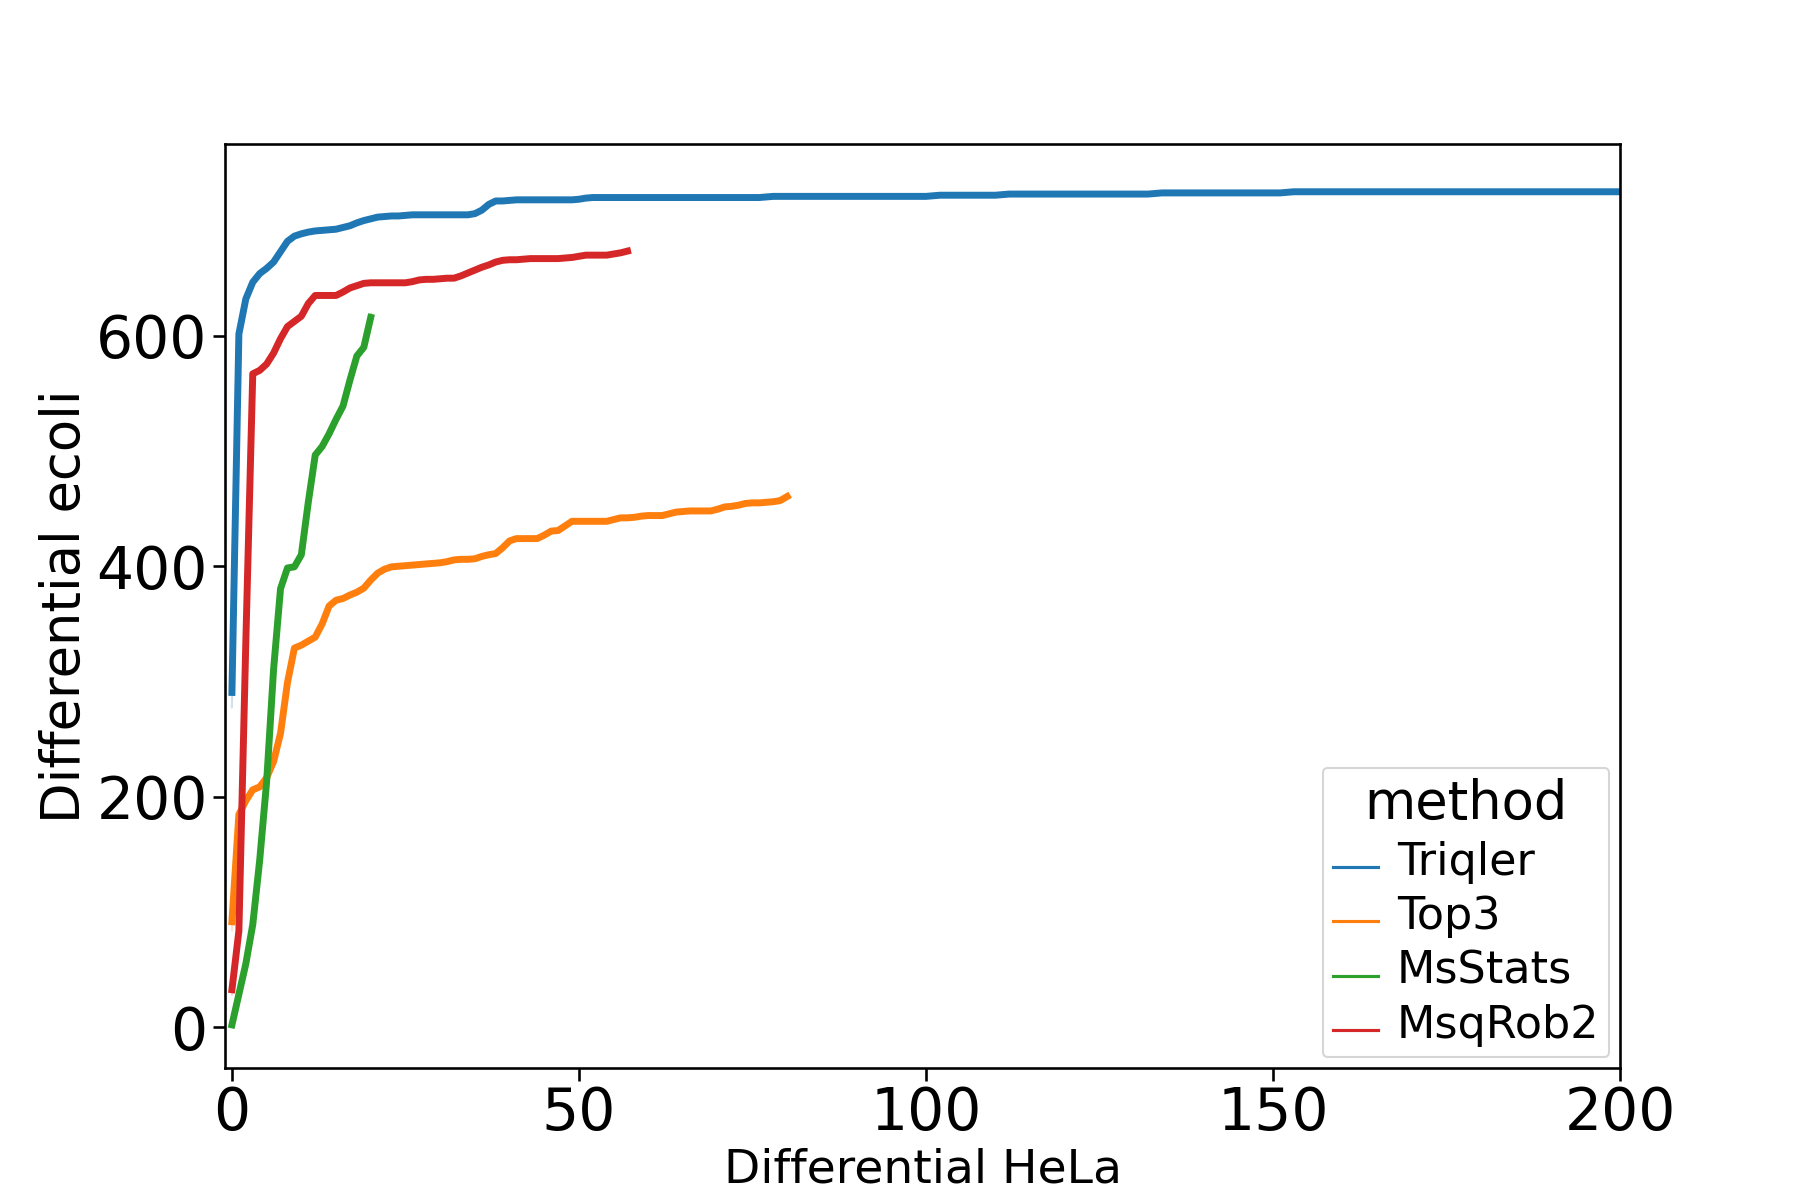 Differential ecoli
600
400
200
0
0 50 100 150 200
Differential HeLa
method
Triqler
Top3
MsStats
MsqRob2